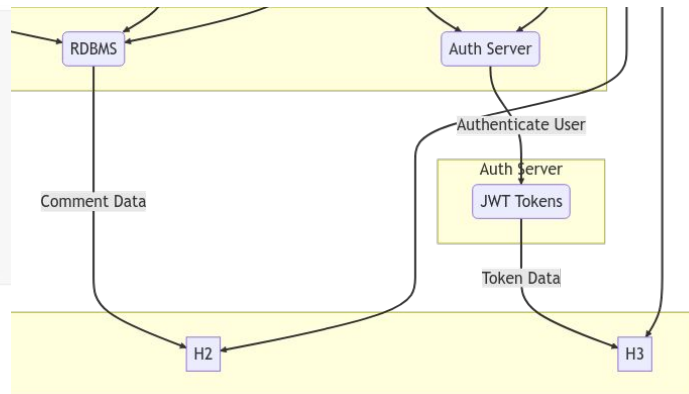 RDBMS
Auth Server
Authenticate User
Auth Server
JWT Tokens
Comment Data
Token Data
H2
H3